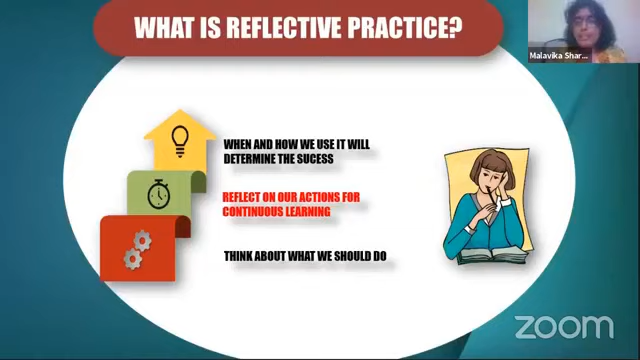 WHAT IS REFLECTIVE PRACTICE?
Malavika Shar...
WHEN AND HOW WE USE IT WILL
DETERMINE THE SUCESS
REFLECT ON OUR ACTIONS FOR
CONTINUOUS LEARNING
THINK ABOUT WHAT WE SHOULD DO
zoom